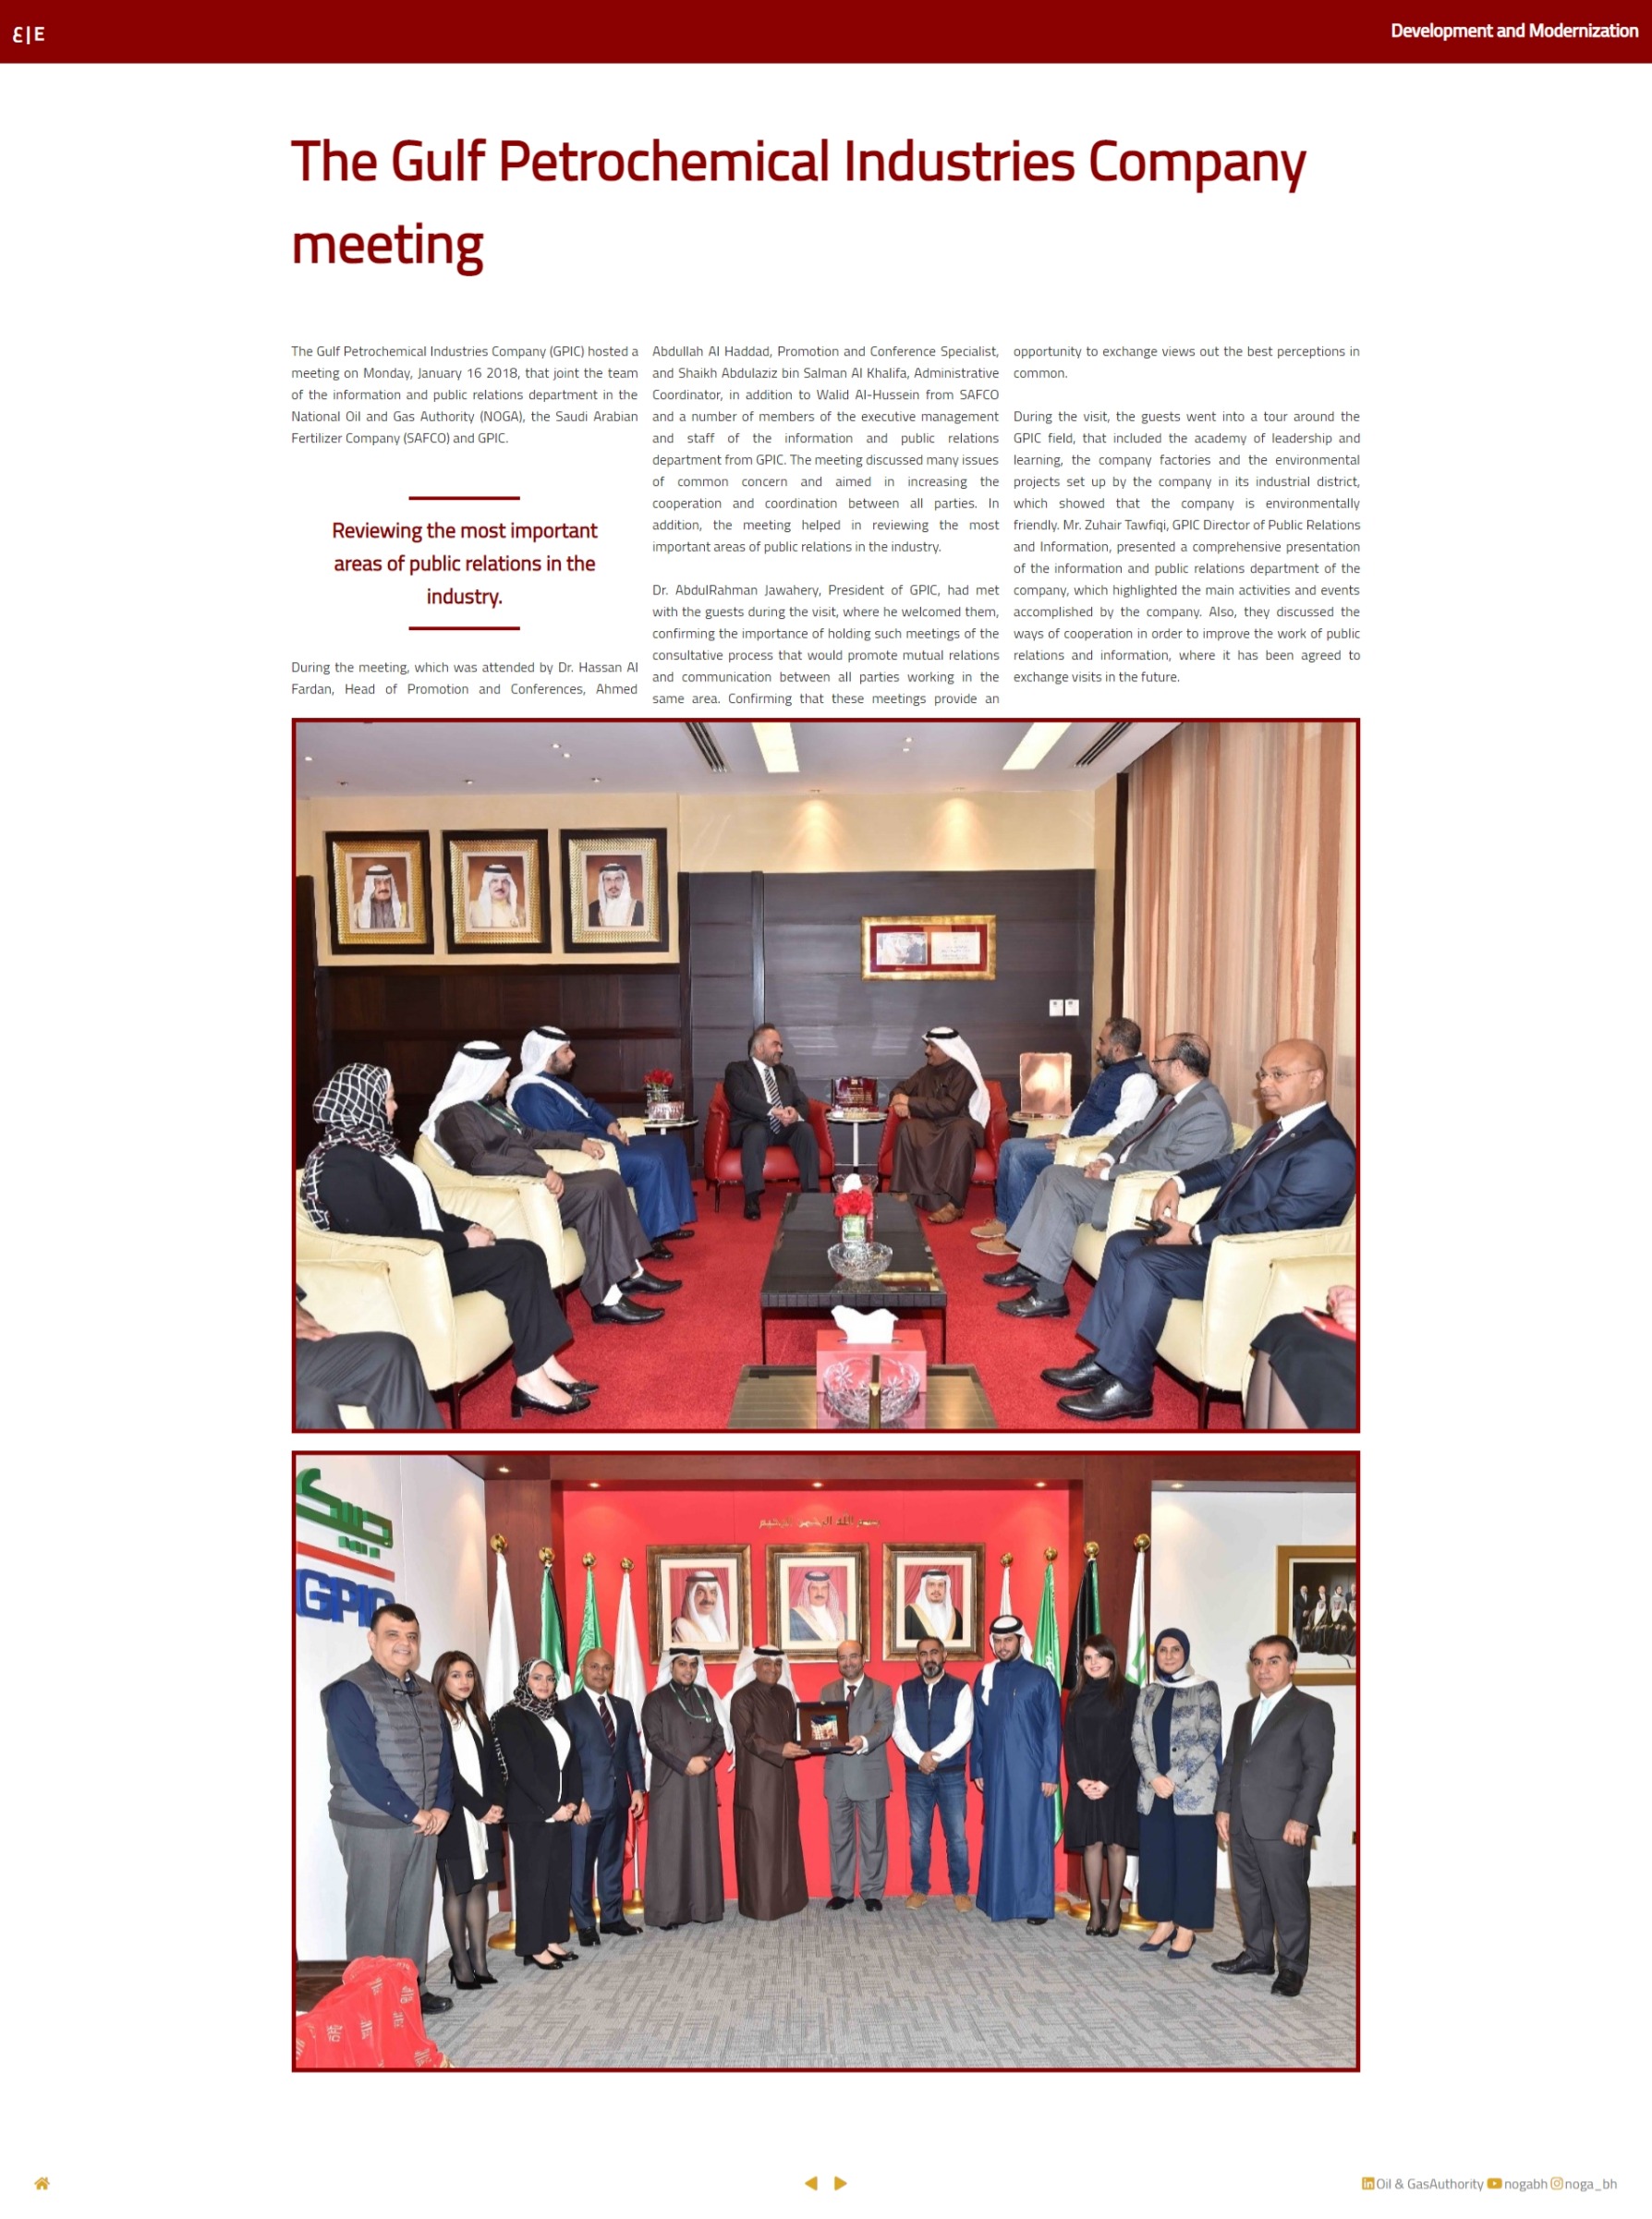 ع|E
Development and Modernization
The Gulf Petrochemical Industries Company
meeting
The Gulf Petrochemical Industries Company (GPIC) hosted a
meeting on Monday, January 16 2018, that joint the team
of the information and public relations department in the
National Oil and Gas Authority (NOGA), the Saudi Arabian
Fertilizer Company (SAFCO) and GPIC.
Reviewing the most important
areas of public relations in the
industry.
During the meeting, which was attended by Dr. Hassan Al
Fardan, Head of Promotion and Conferences, Ahmed
Abdullah Al Haddad, Promotion and Conference Specialist,
and Shaikh Abdulaziz bin Salman Al Khalifa, Administrative
Coordinator, in addition to Walid Al-Hussein from SAFCO
and a number of members of the executive management
and staff of the information and public relations
department from GPIC. The meeting discussed many issues
of common concern and aimed in increasing the
cooperation and coordination between all parties. In
addition, the meeting helped in reviewing the most
important areas of public relations in the industry.
Dr. AbdulRahman Jawahery, President of GPIC, had met
with the guests during the visit, where he welcomed them,
confirming the importance of holding such meetings of the
consultative process that would promote mutual relations
and communication between all parties working in the
same area. Confirming that these meetings provide an
opportunity to exchange views out the best perceptions in
common.
During the visit, the guests went into a tour around the
GPIC field, that included the academy of leadership and
learning, the company factories and the environmental
projects set up by the company in its industrial district,
which showed that the company is environmentally
friendly. Mr. Zuhair Tawfiqi, GPIC Director of Public Relations
and Information, presented a comprehensive presentation
of the information and public relations department of the
company, which highlighted the main activities and events
accomplished by the company. Also, they discussed the
ways of cooperation in order to improve the work of public
relations and information, where it has been agreed to
exchange visits in the future.
بسم الله الرحمن الرحيم
جيبك
GPIC
Oil & GasAuthority nogabh noga_bh